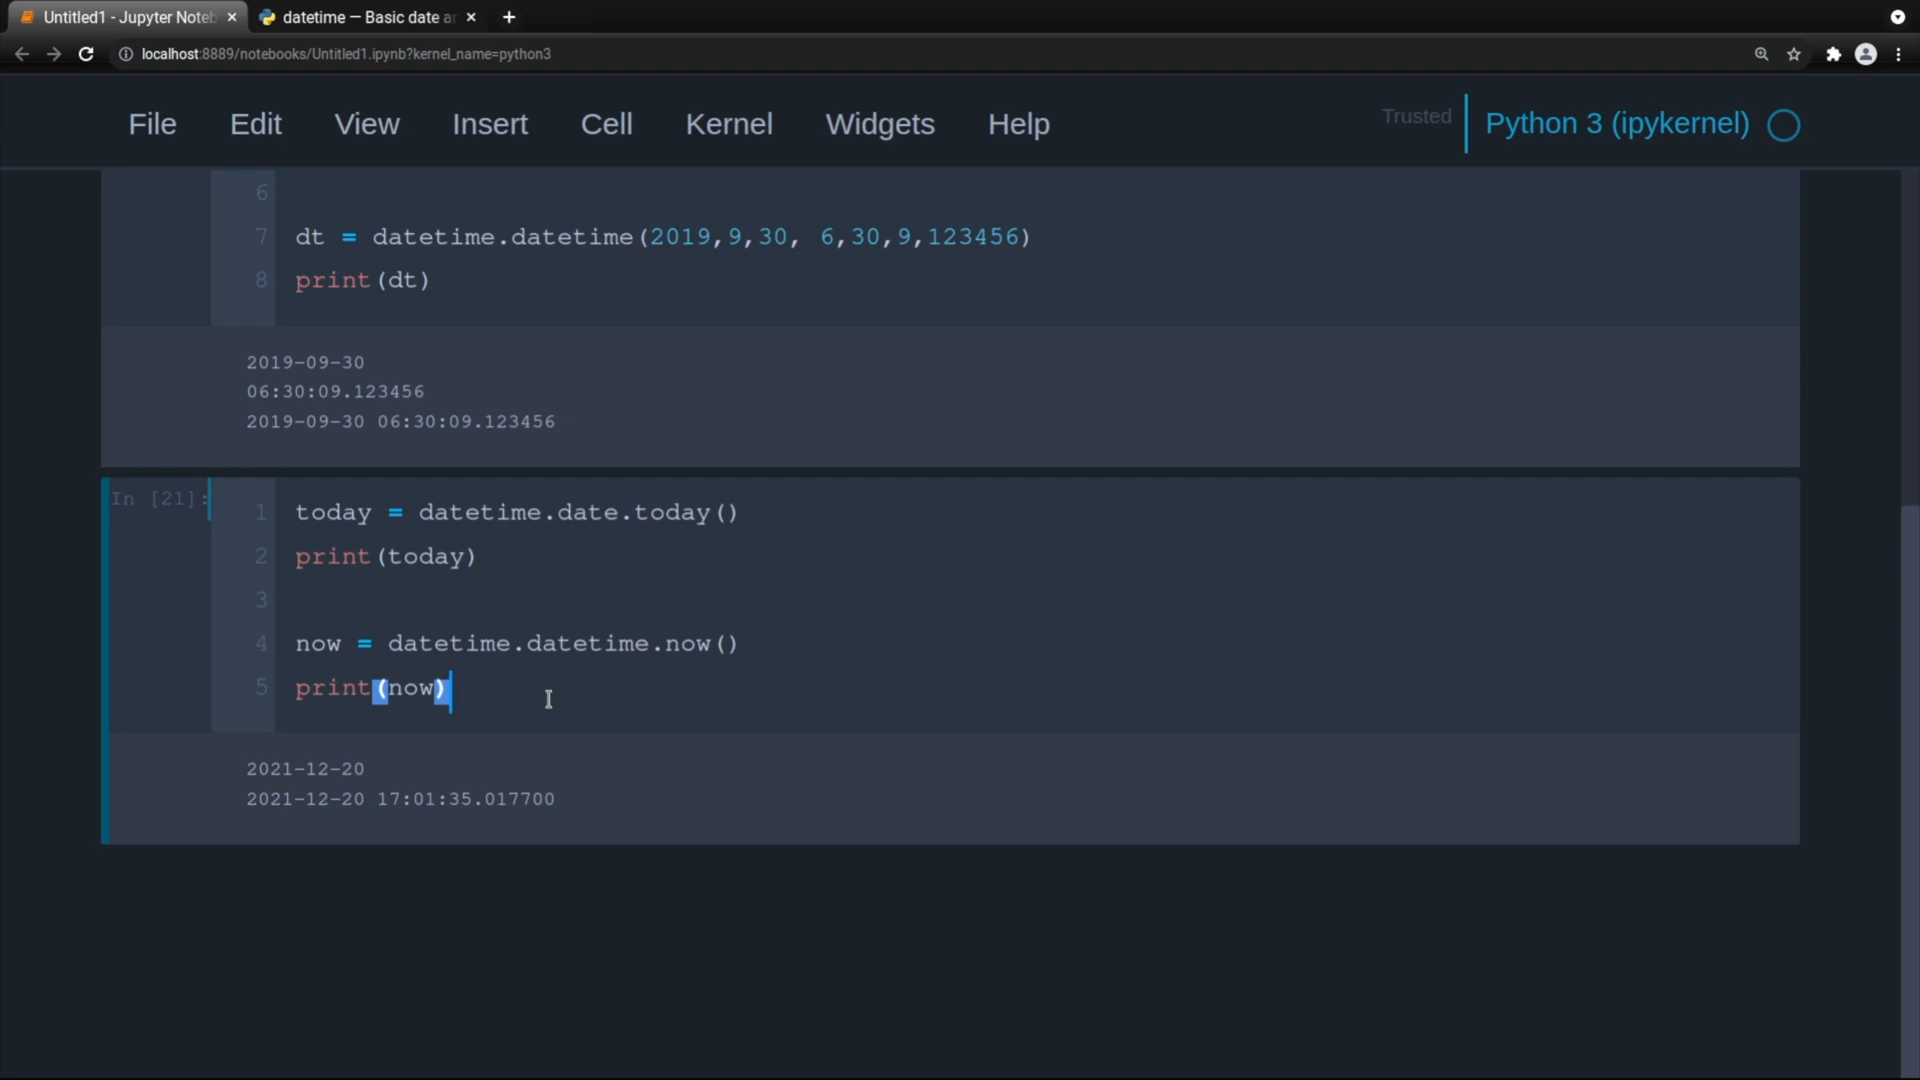 Untitled1 - Jupyter Noteb
datetime — Basic date a
localhost:8889/notebooks/Untitled1.ipynb?kernel_name=python3
File Edit View Insert Cell Kernel Widgets Help
Trusted
Python 3 (ipykernel)
6
7 dt = datetime.datetime(2019,9,30, 6,30,9,123456)
8 print(dt)
2019-09-30
06:30:09.123456
2019-09-30 06:30:09.123456
In [21]:
1 today = datetime.date.today()
2 print(today)
3
4 now = datetime.datetime.now()
5 print(now)
2021-12-20
2021-12-20 17:01:35.017700